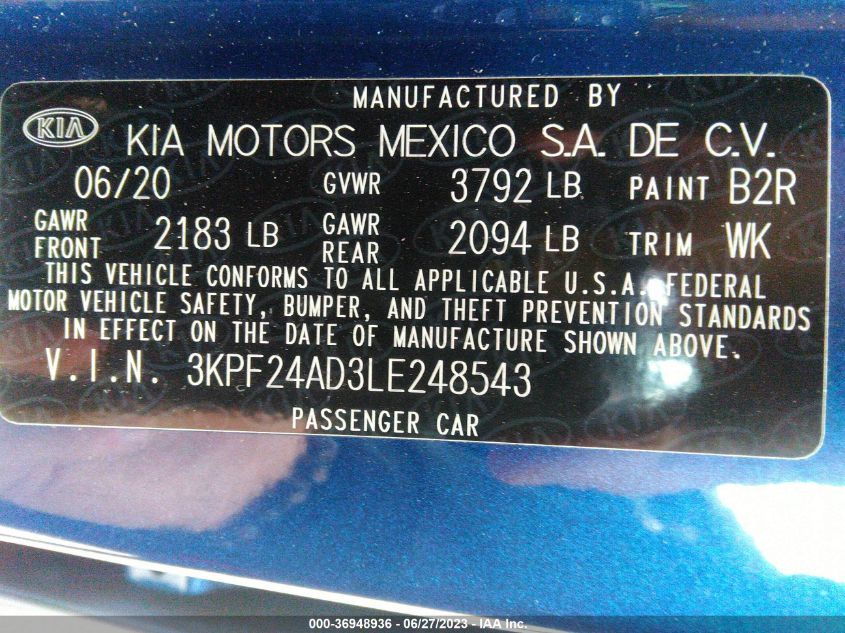 MANUFACTURED BY
KIA KIA MOTORS MEXICO S.A. DE C.V.
06/20 GVWR 3792 LB PAINT B2R
GAWR FRONT 2183 LB GAWR REAR 2094 LB TRIM WK
THIS VEHICLE CONFORMS TO ALL APPLICABLE U.S.A. FEDERAL
MOTOR VEHICLE SAFETY, BUMPER, AND THEFT PREVENTION STANDARDS
IN EFFECT ON THE DATE OF MANUFACTURE SHOWN ABOVE.
V.I.N. 3KPF24AD3LE248543
PASSENGER CAR
000-36948936 - 06/27/2023 - IAA Inc.